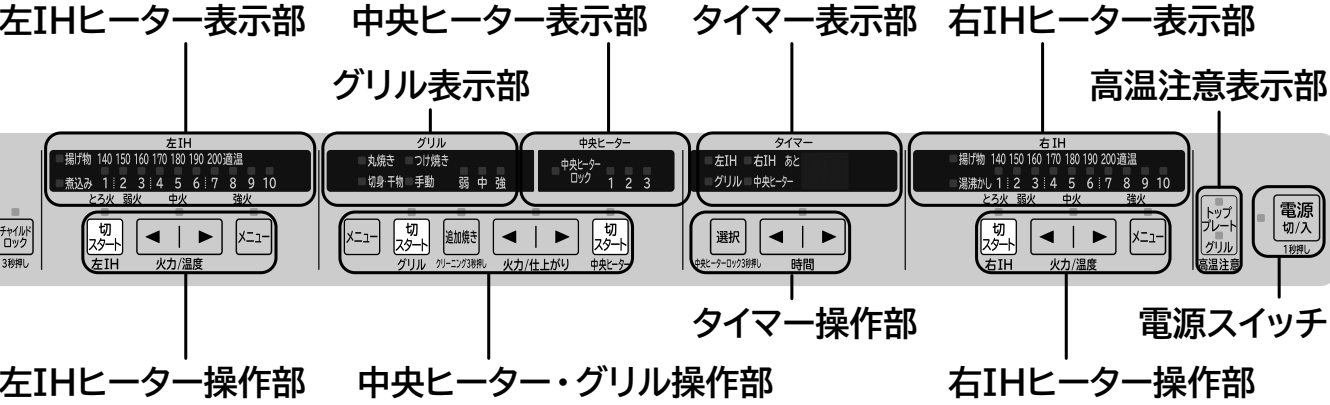 左IHヒーター表示部
中央ヒーター表示部
タイマー表示部
右IHヒーター表示部
グリル表示部
高温注意表示部
左IH
揚げ物 140 150 160 170 180 190 200適温
煮込み 1 2 3 4 5 6 7 8 9 10
とろ火 弱火 中火 強火
グリル
丸焼き つけ焼き
切身・干物 手動 弱 中 強
中央ヒーター
中央ヒーター
ロック 1 2 3
タイマー
左IH 右IH あと
グリル 中央ヒーター
右IH
揚げ物 140 150 160 170 180 190 200適温
湯沸かし 1 2 3 4 5 6 7 8 9 10
とろ火 弱火 中火 強火
チャイルド
ロック
3秒押し
切
スタート
左IH
◀ | ▶
火力/温度
メニュー
メニュー
切
スタート
グリル
追加焼き
クリーニング3秒押し
◀ | ▶
火力/仕上がり
切
スタート
中央ヒーター
選択
中央ヒーターロック3秒押し
◀ | ▶
時間
切
スタート
右IH
◀ | ▶
火力/温度
メニュー
トップ
プレート
グリル
高温注意
電源
切/入
1秒押し
タイマー操作部
電源スイッチ
左IHヒーター操作部
中央ヒーター・グリル操作部
右IHヒーター操作部